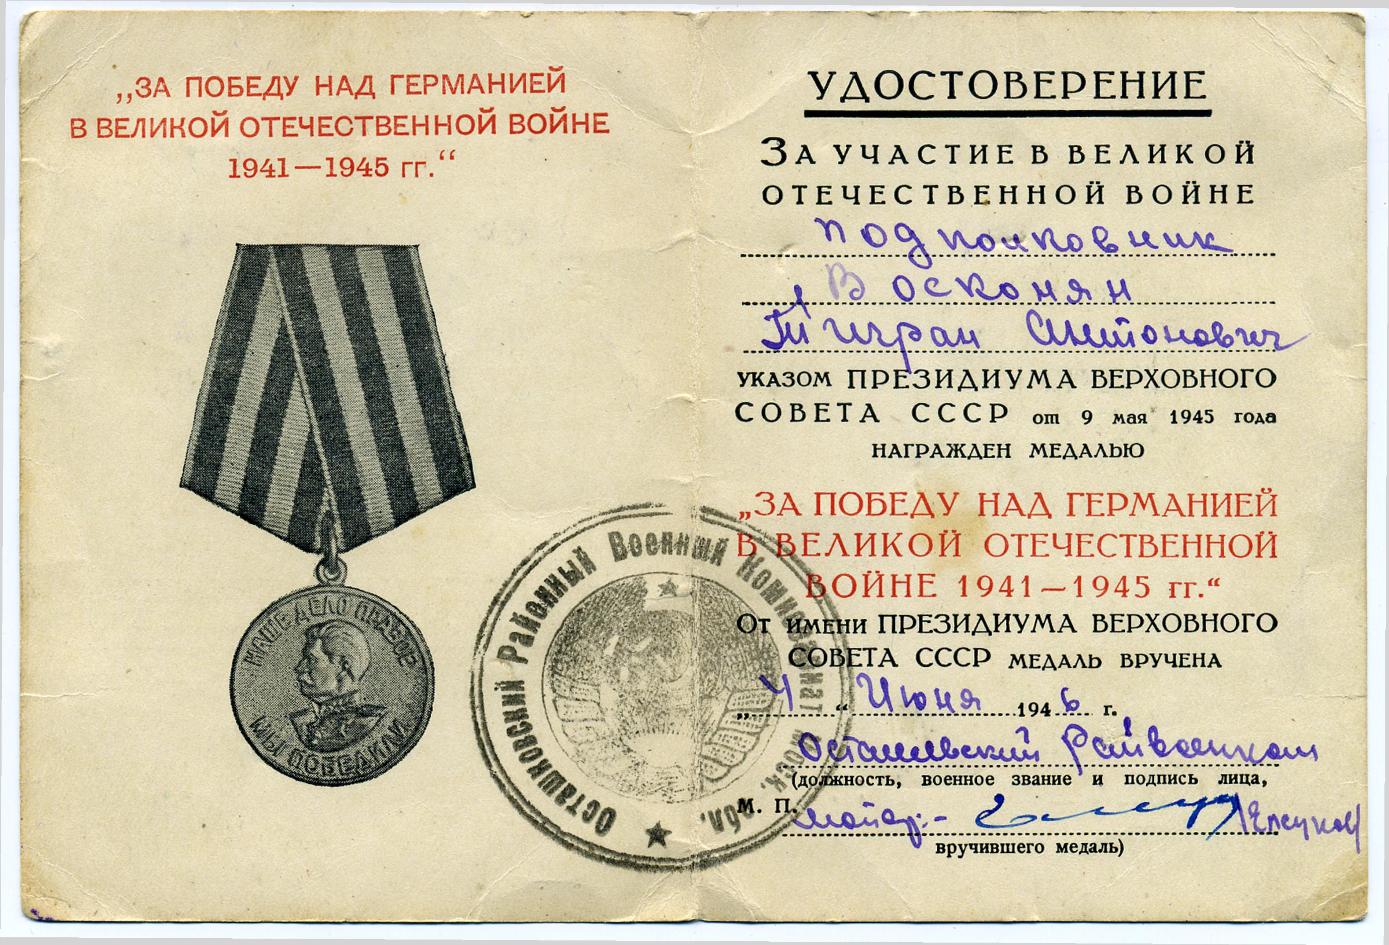 „ЗА ПОБЕДУ НАД ГЕРМАНИЕЙ
В ВЕЛИКОЙ ОТЕЧЕСТВЕННОЙ ВОЙНЕ
1941—1945 гг.“
НАШЕ ДЕЛО ПРАВОЕ
МЫ ПОБЕДИЛИ
УДОСТОВЕРЕНИЕ
ЗА УЧАСТИЕ В ВЕЛИКОЙ
ОТЕЧЕСТВЕННОЙ ВОЙНЕ
подполковник
Восконян
Тигран Антонович
УКАЗОМ ПРЕЗИДИУМА ВЕРХОВНОГО
СОВЕТА СССР от 9 мая 1945 года
НАГРАЖДЕН МЕДАЛЬЮ
„ЗА ПОБЕДУ НАД ГЕРМАНИЕЙ
В ВЕЛИКОЙ ОТЕЧЕСТВЕННОЙ
ВОЙНЕ 1941—1945 гг.“
ОТ ИМЕНИ ПРЕЗИДИУМА ВЕРХОВНОГО
СОВЕТА СССР МЕДАЛЬ ВРУЧЕНА
„4“ Июня 1946 г.
Райвоенком
(должность, военное звание и подпись лица,
М. П. майор:-
вручившего медаль)
Осташковский Районный Военный Комиссариат Моск. обл.